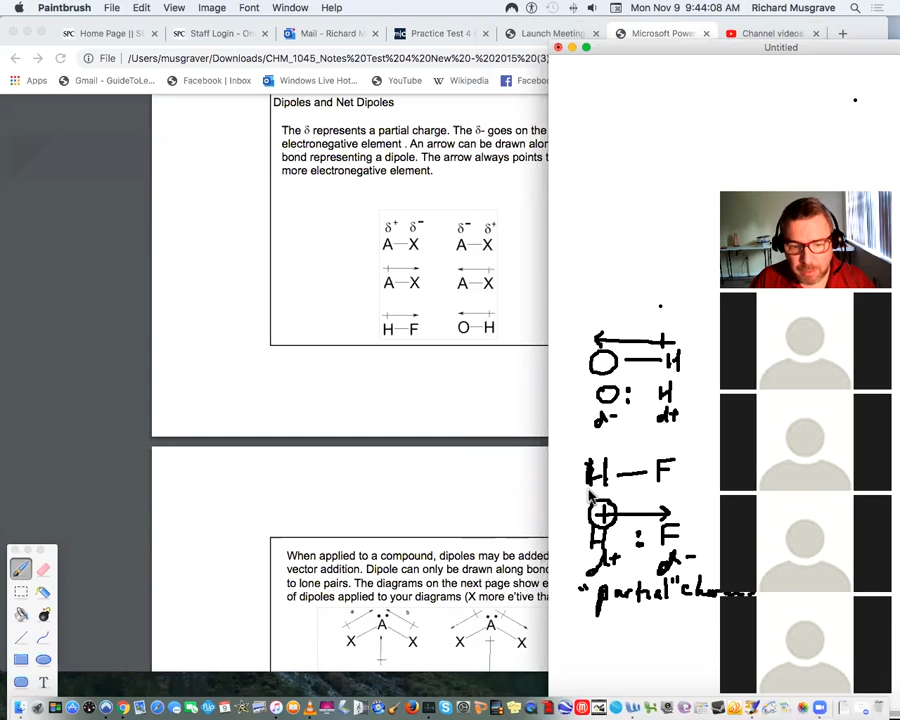 Paintbrush File Edit View Image Font Window Help Mon Nov 9 9:44:08 AM Richard Musgrave
Home Page || S Staff Login - On Mail - Richard M Practice Test 4 Launch Meeting Microsoft Power Channel videos
File /Users/musgraver/Downloads/CHM_1045_Notes%20Test%204%20New%20-%202015%20(3)
Untitled
Apps Gmail - GuideToLe Facebook | Inbox Windows Live Hot... YouTube Wikipedia Facebo
Dipoles and Net Dipoles
The δ represents a partial charge. The δ- goes on the
electronegative element . An arrow can be drawn alon
bond representing a dipole. The arrow always points t
more electronegative element.
δ+ δ- δ- δ+
A—X A—X
A—X A—X
H—F O—H
O — H
O : H
d- d+
H — F
+
H : F
d+ d-
"partial"
When applied to a compound, dipoles may be added
vector addition. Dipole can only be drawn along bond
to lone pairs. The diagrams on the next page show e
of dipoles applied to your diagrams (X more e'tive tha
a b
A A
X X X X
T